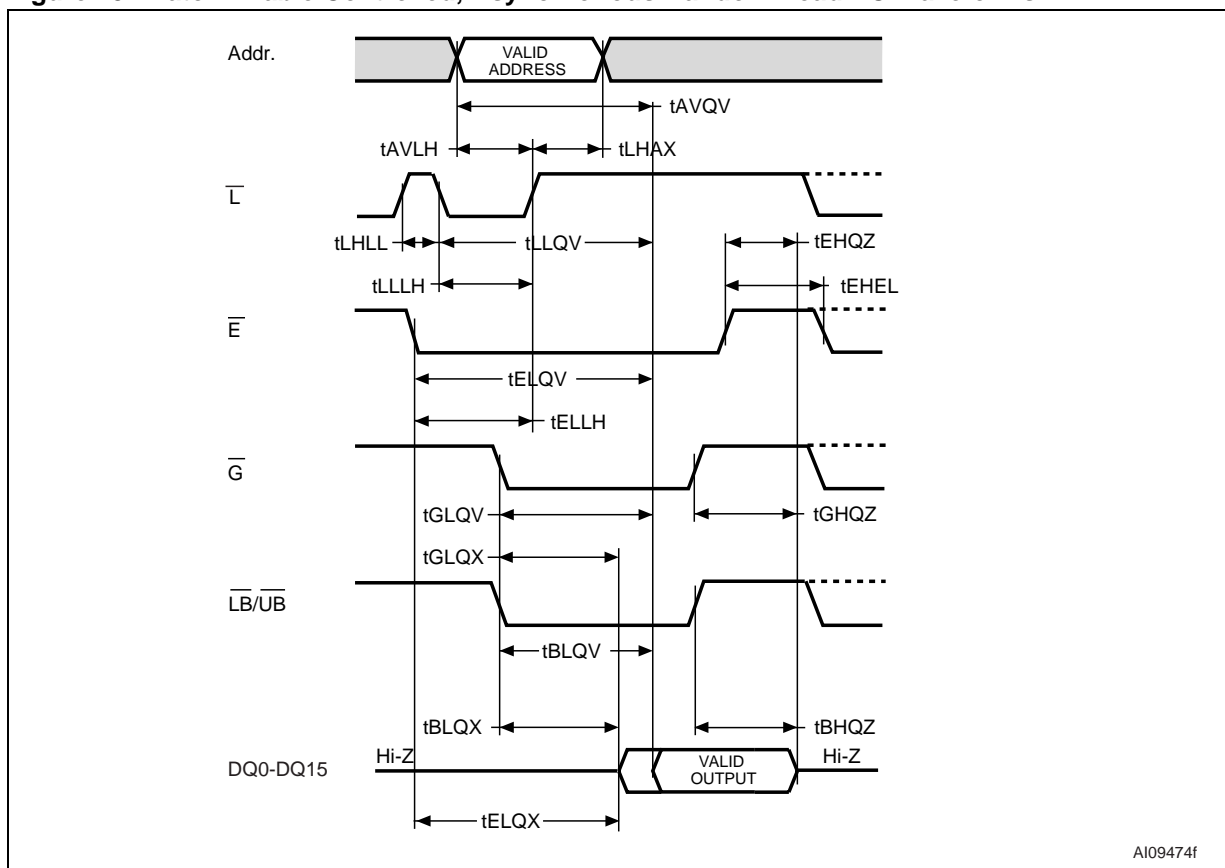 Addr.
VALID
ADDRESS
tAVQV
tAVLH
tLHAX
L
tLHLL
tLLQV
tEHQZ
tLLLH
tEHEL
E
tELQV
tELLH
G
tGLQV
tGHQZ
tGLQX
LB/UB
tBLQV
tBLQX
tBHQZ
DQ0-DQ15
Hi-Z
VALID
OUTPUT
Hi-Z
tELQX
AI09474f